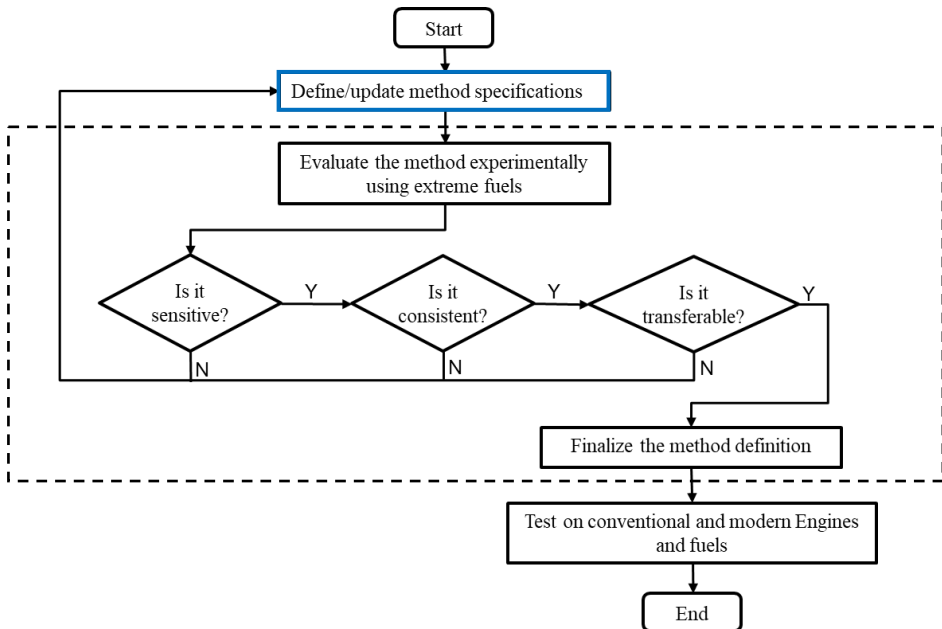 Start
Define/update method specifications
Evaluate the method experimentally
using extreme fuels
Is it
sensitive?
Y
Is it
consistent?
Y
Is it
transferable?
Y
N
N
N
Finalize the method definition
Test on conventional and modern Engines
and fuels
End